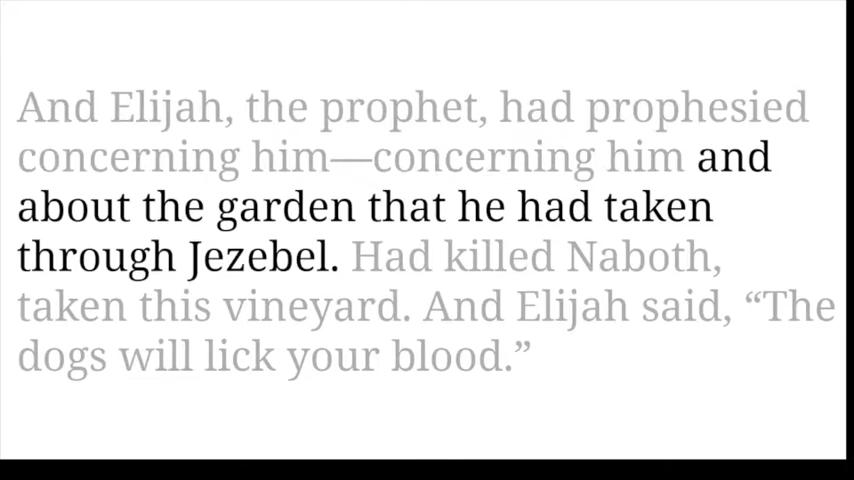 And Elijah, the prophet, had prophesied
concerning him—concerning him and
about the garden that he had taken
through Jezebel. Had killed Naboth,
taken this vineyard. And Elijah said, “The
dogs will lick your blood.”